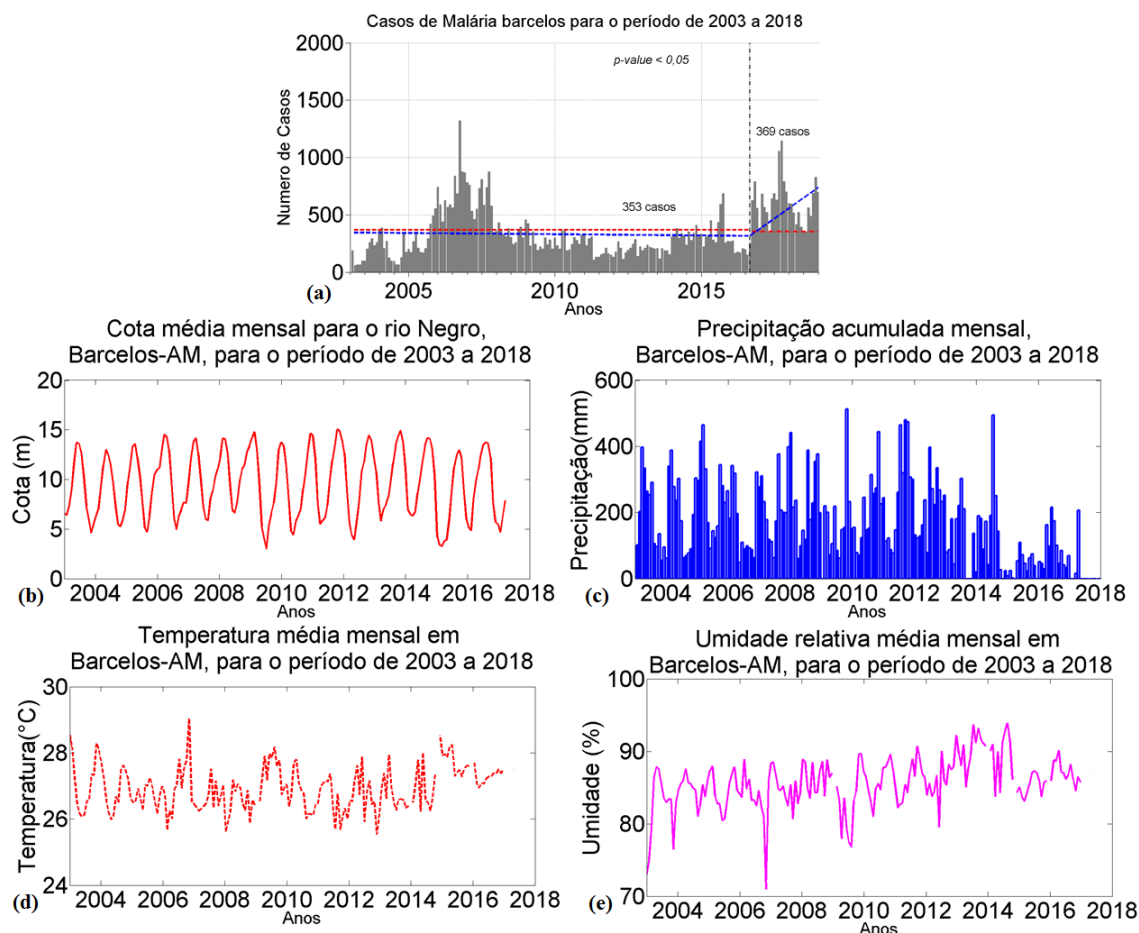 Casos de Malária barcelos para o período de 2003 a 2018
2000
1500
1000
500
0
Numero de Casos
p-value < 0,05
369 casos
353 casos
2005
2010
2015
Anos
(a)
Cota média mensal para o rio Negro,
Barcelos-AM, para o período de 2003 a 2018
20
15
10
5
0
Cota (m)
2004 2006 2008 2010 2012 2014 2016 2018
Anos
(b)
Precipitação acumulada mensal,
Barcelos-AM, para o período de 2003 a 2018
600
400
200
0
Precipitação(mm)
2004 2006 2008 2010 2012 2014 2016 2018
Anos
(c)
Temperatura média mensal em
Barcelos-AM, para o período de 2003 a 2018
30
28
26
24
Temperatura(°C)
2004 2006 2008 2010 2012 2014 2016 2018
Anos
(d)
Umidade relativa média mensal em
Barcelos-AM, para o período de 2003 a 2018
100
90
80
70
Umidade (%)
2004 2006 2008 2010 2012 2014 2016 2018
Anos
(e)